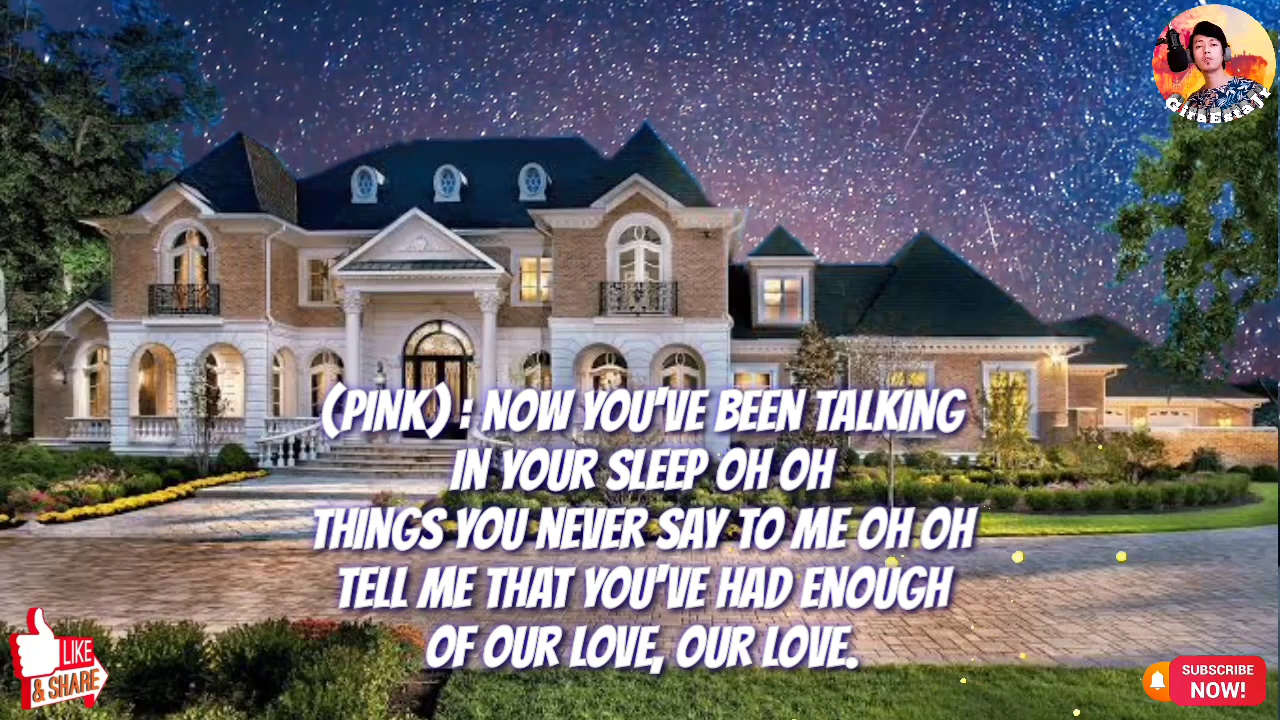 GitaEstaTv
(PINK) : NOW YOU'VE BEEN TALKING
IN YOUR SLEEP OH OH
THINGS YOU NEVER SAY TO ME OH OH
TELL ME THAT YOU'VE HAD ENOUGH
OF OUR LOVE, OUR LOVE.
LIKE
& SHARE
SUBSCRIBE
NOW!